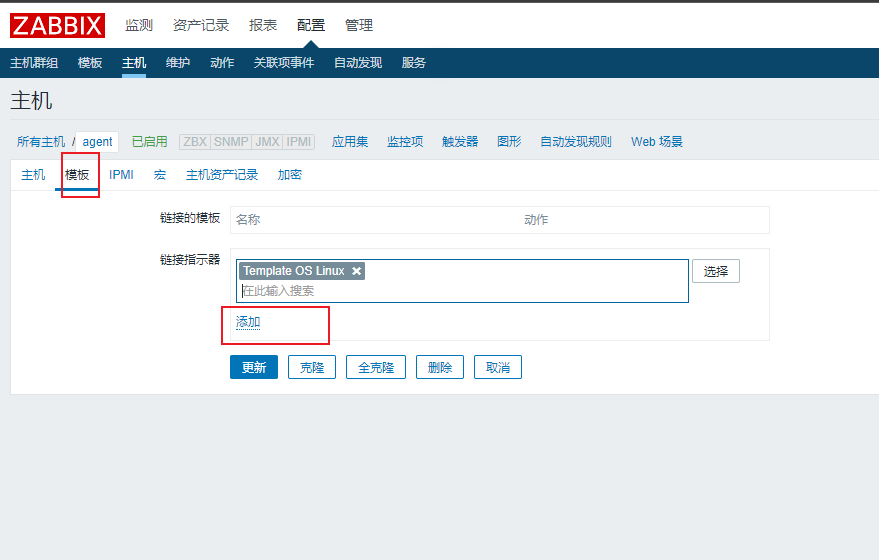 ZABBIX 监测 资产记录 报表 配置 管理
主机群组 模板 主机 维护 动作 关联项事件 自动发现 服务
主机
所有主机 / agent 已启用 ZBX SNMP JMX IPMI 应用集 监控项 触发器 图形 自动发现规则 Web 场景
主机 模板 IPMI 宏 主机资产记录 加密
链接的模板 名称 动作
链接指示器
Template OS Linux ✕ 选择
在此输入搜索
添加
更新 克隆 全克隆 删除 取消